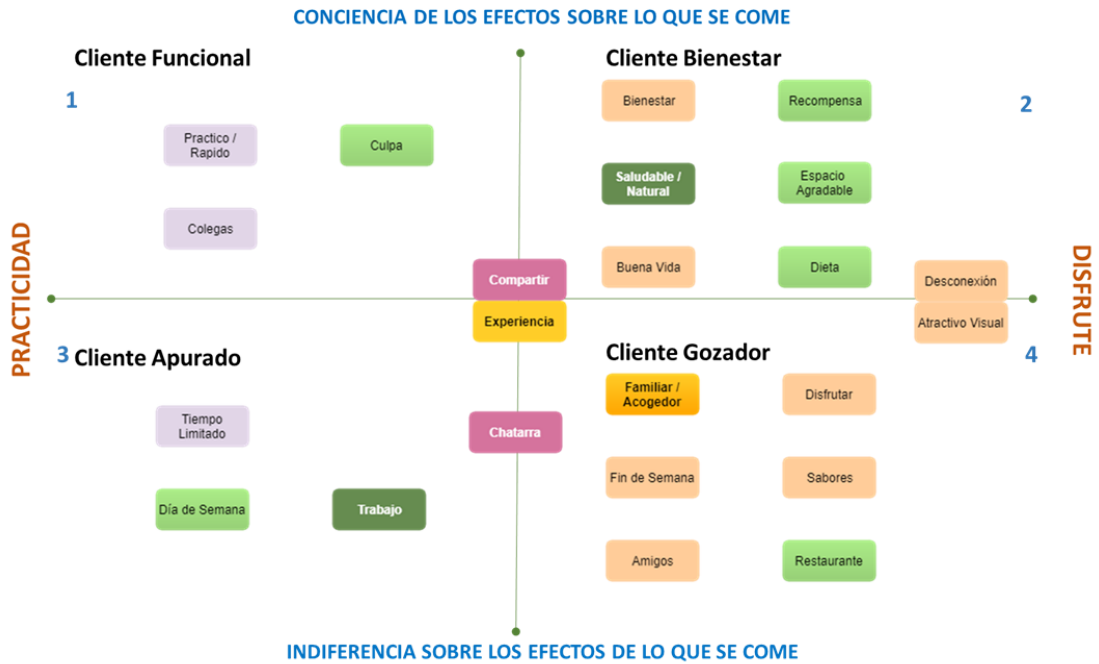 CONCIENCIA DE LOS EFECTOS SOBRE LO QUE SE COME
Cliente Funcional
1
Practico /
Rapido
Culpa
Colegas
Cliente Bienestar
2
Bienestar
Recompensa
Saludable /
Natural
Espacio
Agradable
Buena Vida
Dieta
PRACTICIDAD
Compartir
Experiencia
Desconexión
Atractivo Visual
DISFRUTE
3
Cliente Apurado
Tiempo
Limitado
Chatarra
Día de Semana
Trabajo
Cliente Gozador
4
Familiar /
Acogedor
Disfrutar
Fin de Semana
Sabores
Amigos
Restaurante
INDIFERENCIA SOBRE LOS EFECTOS DE LO QUE SE COME